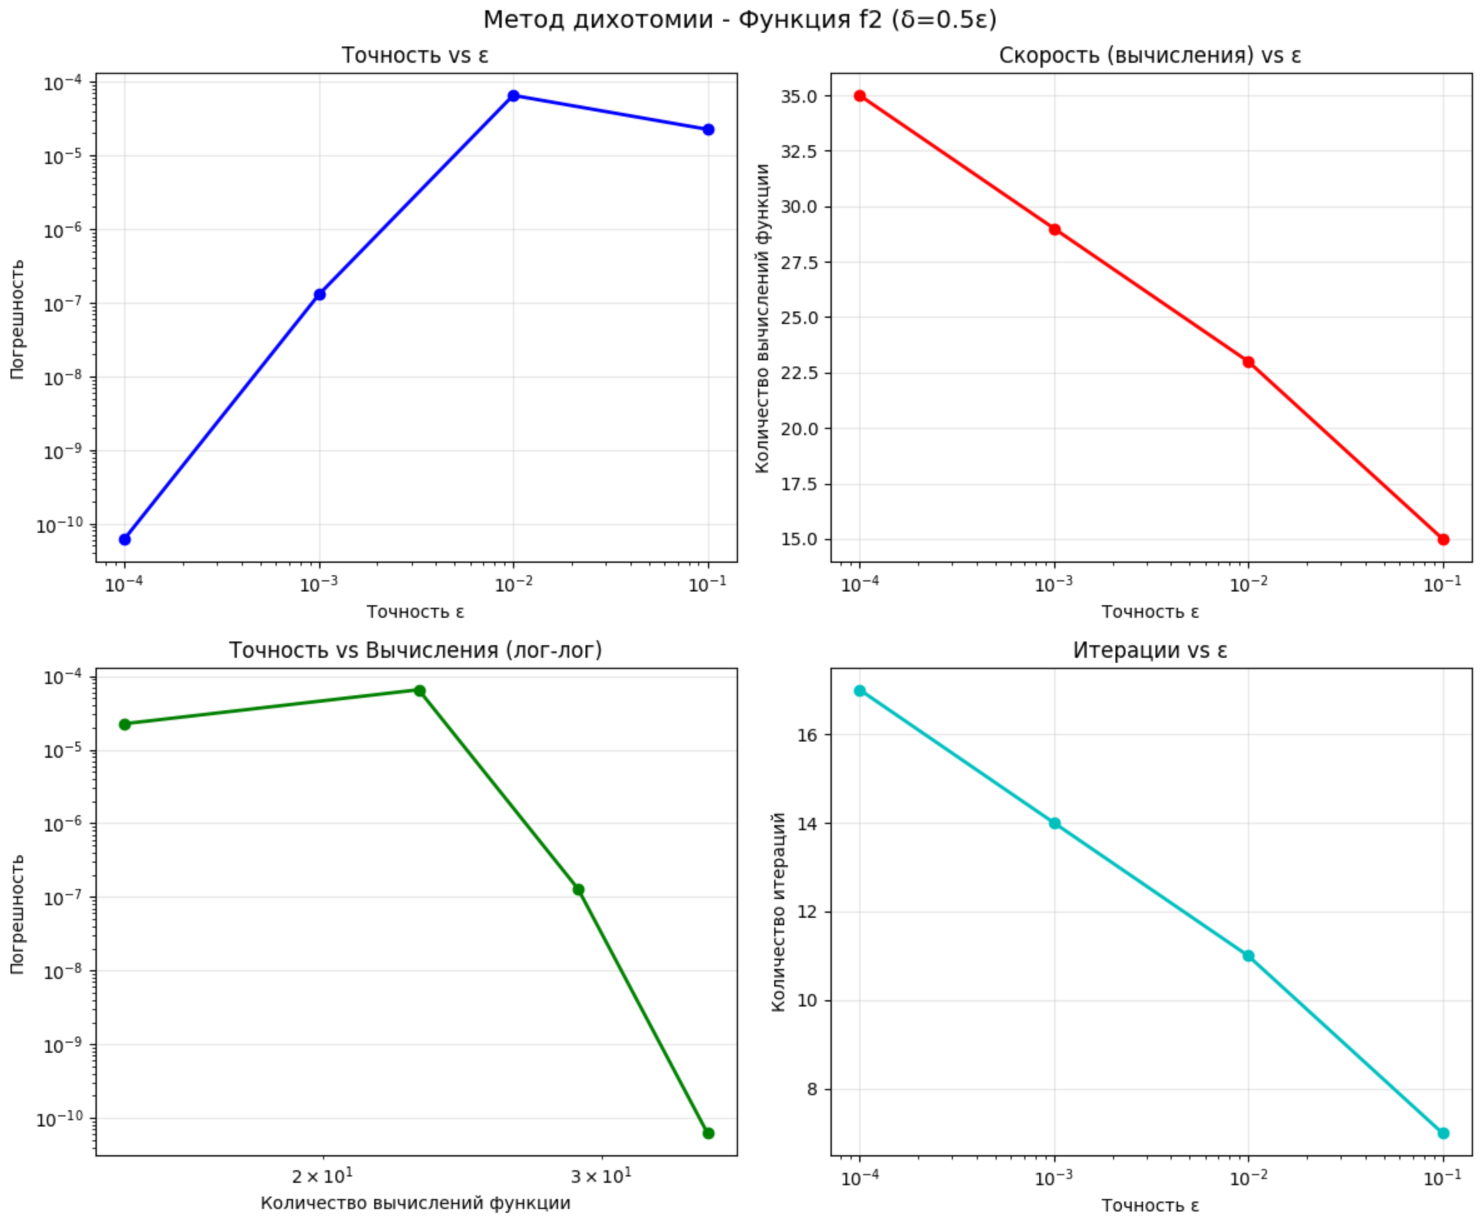 Метод дихотомии - Функция f2 (δ=0.5ε)
Точность vs ε
10⁻⁴
10⁻⁵
10⁻⁶
10⁻⁷
10⁻⁸
10⁻⁹
10⁻¹⁰
Погрешность
10⁻⁴ 10⁻³ 10⁻² 10⁻¹
Точность ε
Скорость (вычисления) vs ε
35.0
32.5
30.0
27.5
25.0
22.5
20.0
17.5
15.0
Количество вычислений функции
10⁻⁴ 10⁻³ 10⁻² 10⁻¹
Точность ε
Точность vs Вычисления (лог-лог)
10⁻⁴
10⁻⁵
10⁻⁶
10⁻⁷
10⁻⁸
10⁻⁹
10⁻¹⁰
Погрешность
2 × 10¹ 3 × 10¹
Количество вычислений функции
Итерации vs ε
16
14
12
10
8
Количество итераций
10⁻⁴ 10⁻³ 10⁻² 10⁻¹
Точность ε